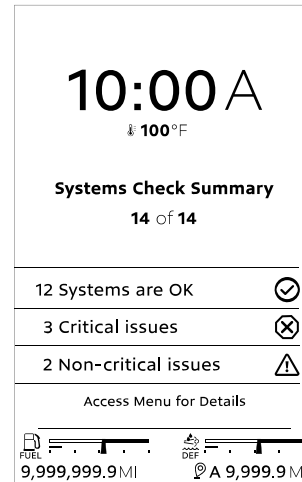 10:00 A
100°F
Systems Check Summary
14 of 14
12 Systems are OK
3 Critical issues
2 Non-critical issues
Access Menu for Details
FUEL DEF
9,999,999.9 MI A 9,999.9 M